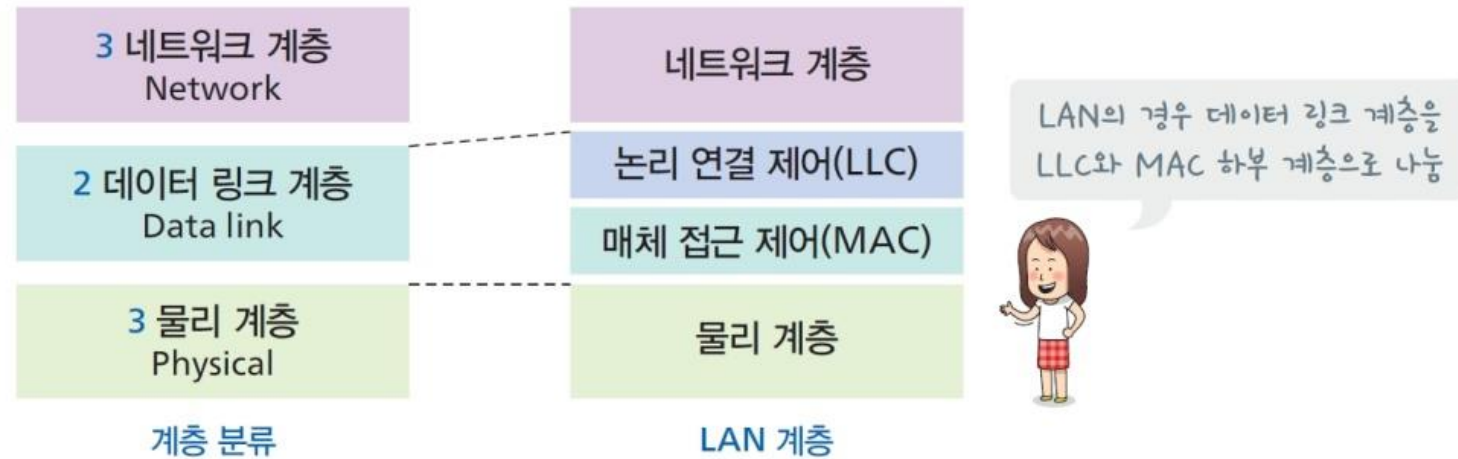 3 네트워크 계층
Network
2 데이터 링크 계층
Data link
3 물리 계층
Physical
계층 분류
네트워크 계층
논리 연결 제어(LLC)
매체 접근 제어(MAC)
물리 계층
LAN 계층
LAN의 경우 데이터 링크 계층을
LLC와 MAC 하부 계층으로 나눔